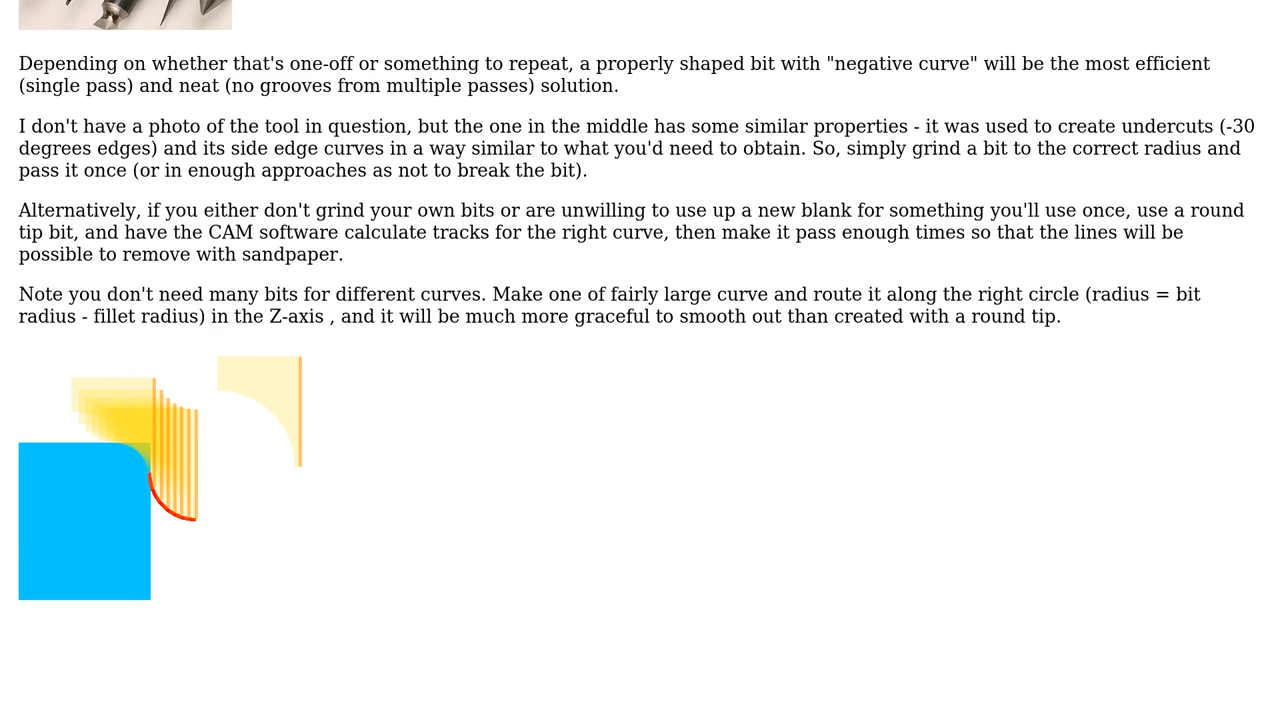 Depending on whether that's one-off or something to repeat, a properly shaped bit with "negative curve" will be the most efficient
(single pass) and neat (no grooves from multiple passes) solution.
I don't have a photo of the tool in question, but the one in the middle has some similar properties - it was used to create undercuts (-30
degrees edges) and its side edge curves in a way similar to what you'd need to obtain. So, simply grind a bit to the correct radius and
pass it once (or in enough approaches as not to break the bit).
Alternatively, if you either don't grind your own bits or are unwilling to use up a new blank for something you'll use once, use a round
tip bit, and have the CAM software calculate tracks for the right curve, then make it pass enough times so that the lines will be
possible to remove with sandpaper.
Note you don't need many bits for different curves. Make one of fairly large curve and route it along the right circle (radius = bit
radius - fillet radius) in the Z-axis , and it will be much more graceful to smooth out than created with a round tip.